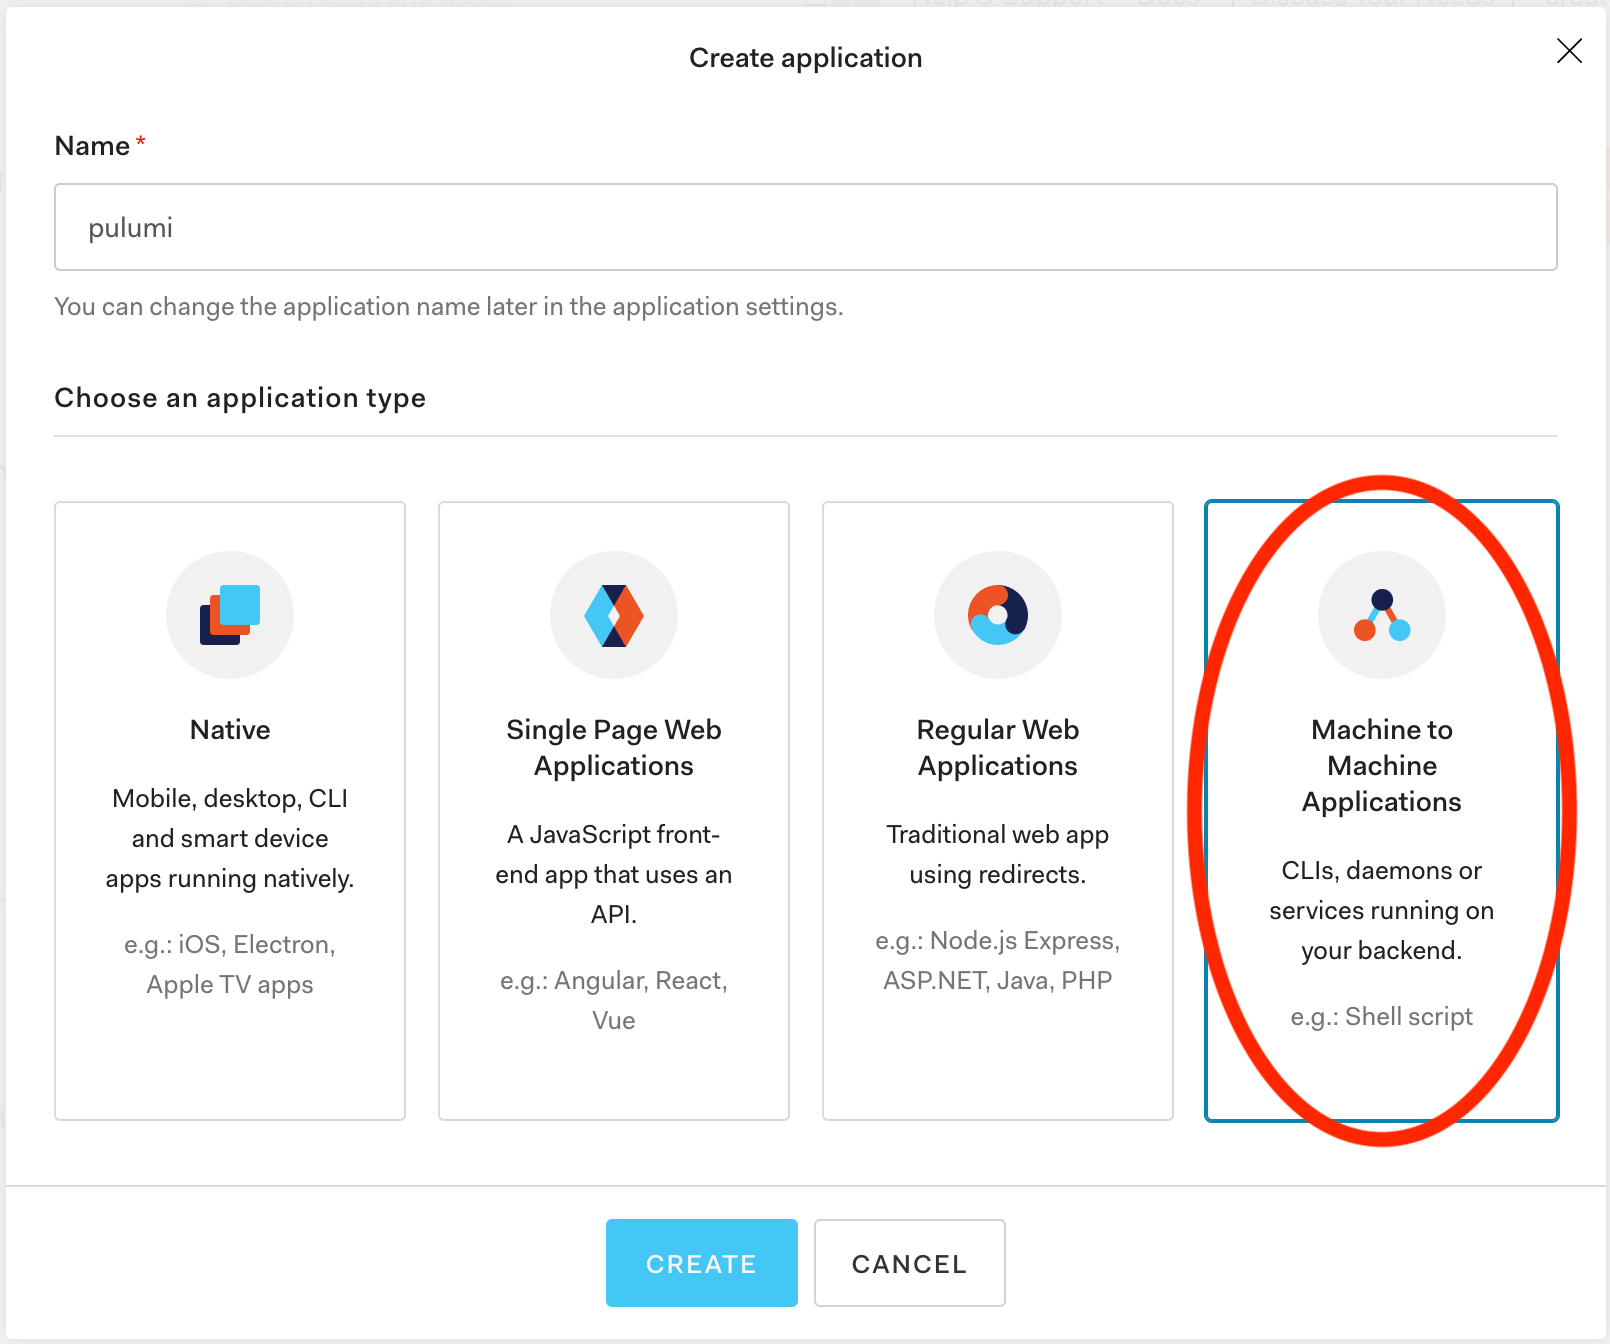 Create application
Name *
pulumi
You can change the application name later in the application settings.
Choose an application type
Native
Mobile, desktop, CLI
and smart device
apps running natively.
e.g.: iOS, Electron,
Apple TV apps
Single Page Web
Applications
A JavaScript front-
end app that uses an
API.
e.g.: Angular, React,
Vue
Regular Web
Applications
Traditional web app
using redirects.
e.g.: Node.js Express,
ASP.NET, Java, PHP
Machine to
Machine
Applications
CLIs, daemons or
services running on
your backend.
e.g.: Shell script
CREATE
CANCEL